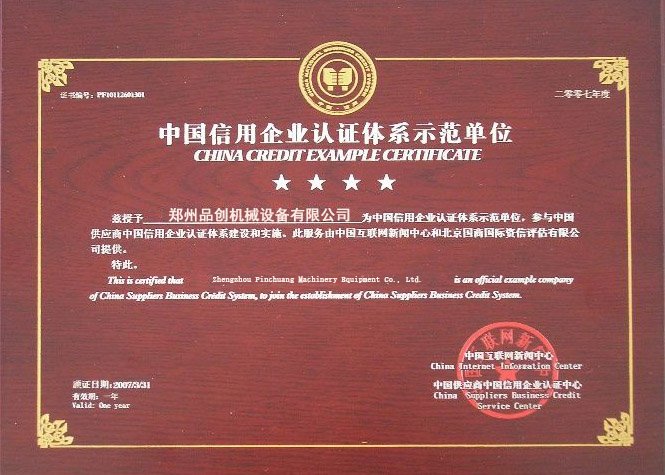 证书编号：PF10112604301
二零零七年度
中国信用企业认证体系示范单位
CHINA CREDIT EXAMPLE CERTIFICATE
兹授予 郑州品创机械设备有限公司 为中国信用企业认证体系示范单位，参与中国
供应商中国信用企业认证体系建设和实施。此服务由中国互联网新闻中心和北京国商国际资信评估有限公
司提供。
特此。
This is certified that Zhengzhou Pinchuang Machinery Equipment Co., Ltd. is an official example company
of China Suppliers Business Credit System, to join the establishment of China Suppliers Business Credit System.
中国互联网新闻中心
China Internet Information Center
中国供应商中国信用企业认证中心
China Suppliers Business Credit
Service Center
颁证日期：2007/3/31
有效期：一年
Valid: One year